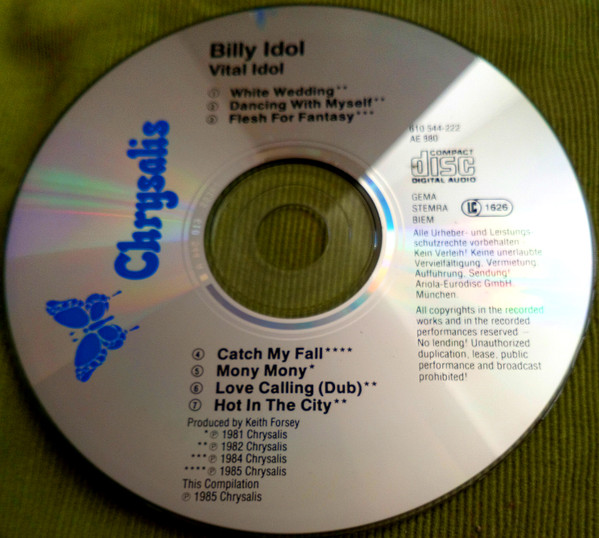 Billy Idol
Vital Idol
① White Wedding**
② Dancing With Myself**
③ Flesh For Fantasy***
610 544-222
AE 980
COMPACT
disc
DIGITAL AUDIO
GEMA
STEMRA
BIEM
LC 1626
Chrysalis
Alle Urheber- und Leistungs-
schutzrechte vorbehalten.
Kein Verleih! Keine unerlaubte
Vervielfältigung, Vermietung,
Aufführung, Sendung!
Ariola-Eurodisc GmbH.
München.
All copyrights in the recorded
works and in the recorded
performances reserved –
No lending! Unauthorized
duplication, lease, public
performance and broadcast
prohibited!
④ Catch My Fall****
⑤ Mony Mony*
⑥ Love Calling (Dub)**
⑦ Hot In The City**
Produced by Keith Forsey
* ℗ 1981 Chrysalis
** ℗ 1982 Chrysalis
*** ℗ 1984 Chrysalis
**** ℗ 1985 Chrysalis
This Compilation
℗ 1985 Chrysalis